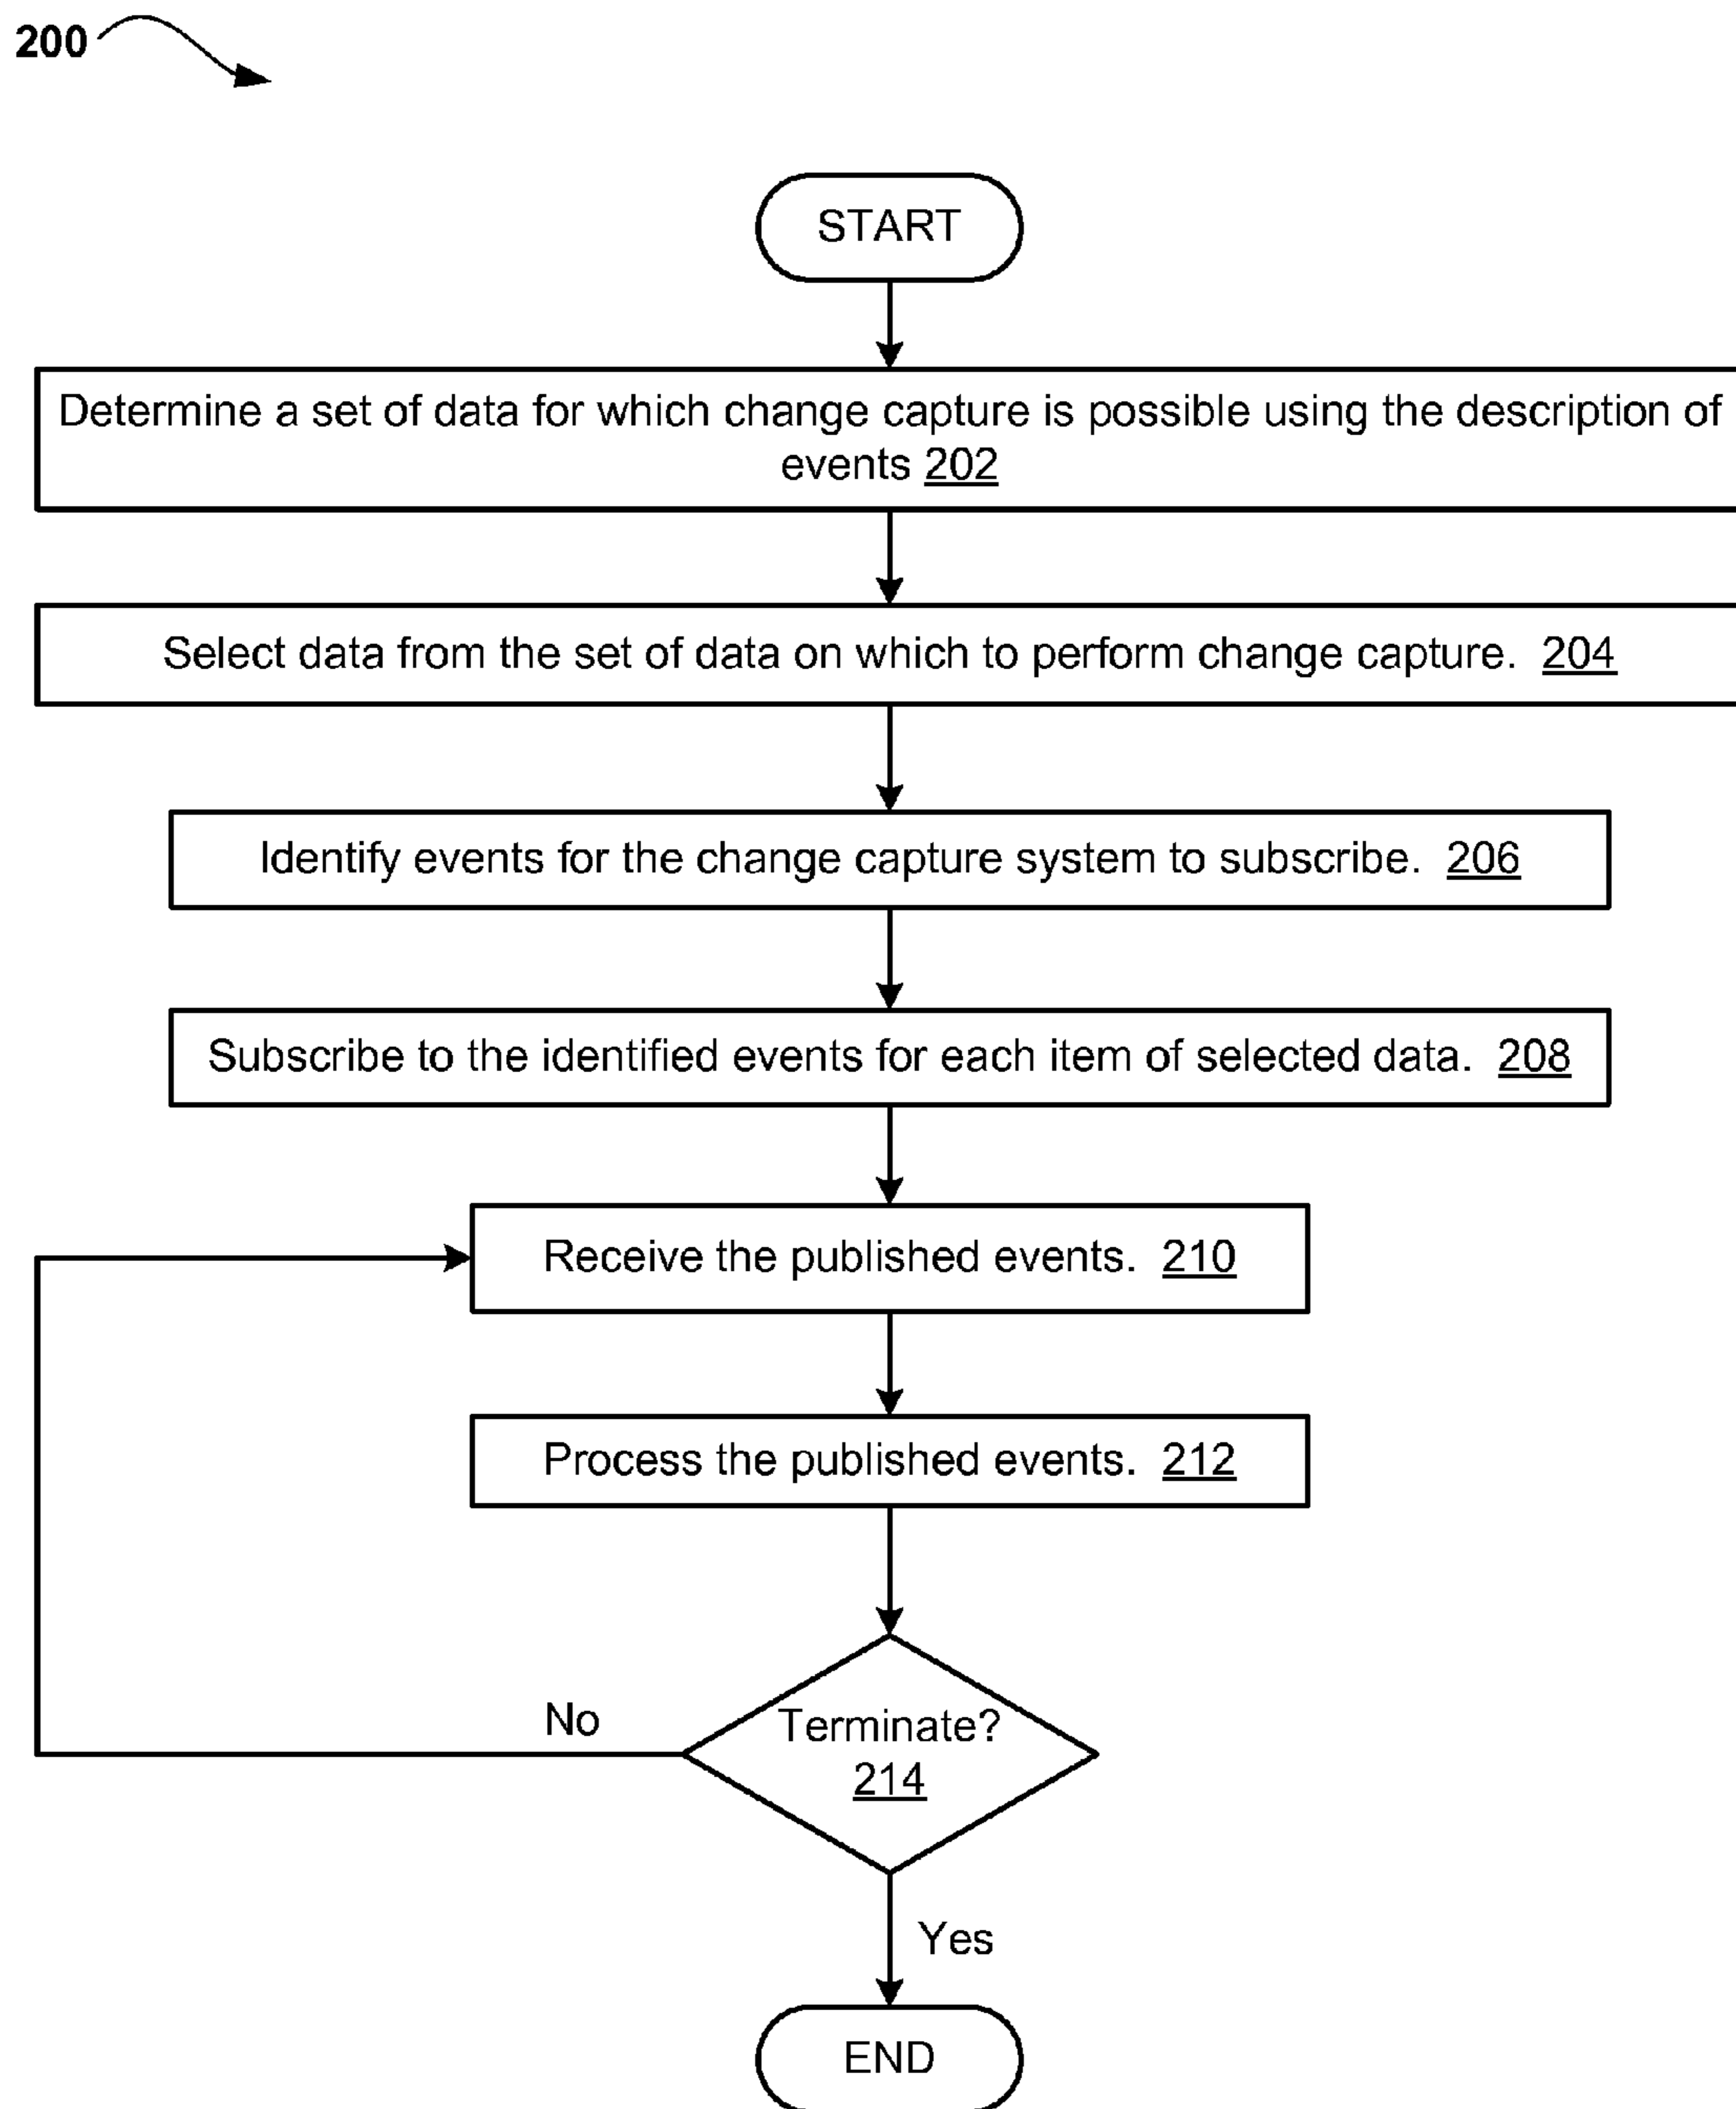 200
START
Determine a set of data for which change capture is possible using the description of
events 202
Select data from the set of data on which to perform change capture. 204
Identify events for the change capture system to subscribe. 206
Subscribe to the identified events for each item of selected data. 208
Receive the published events. 210
Process the published events. 212
No
Terminate?
214
Yes
END